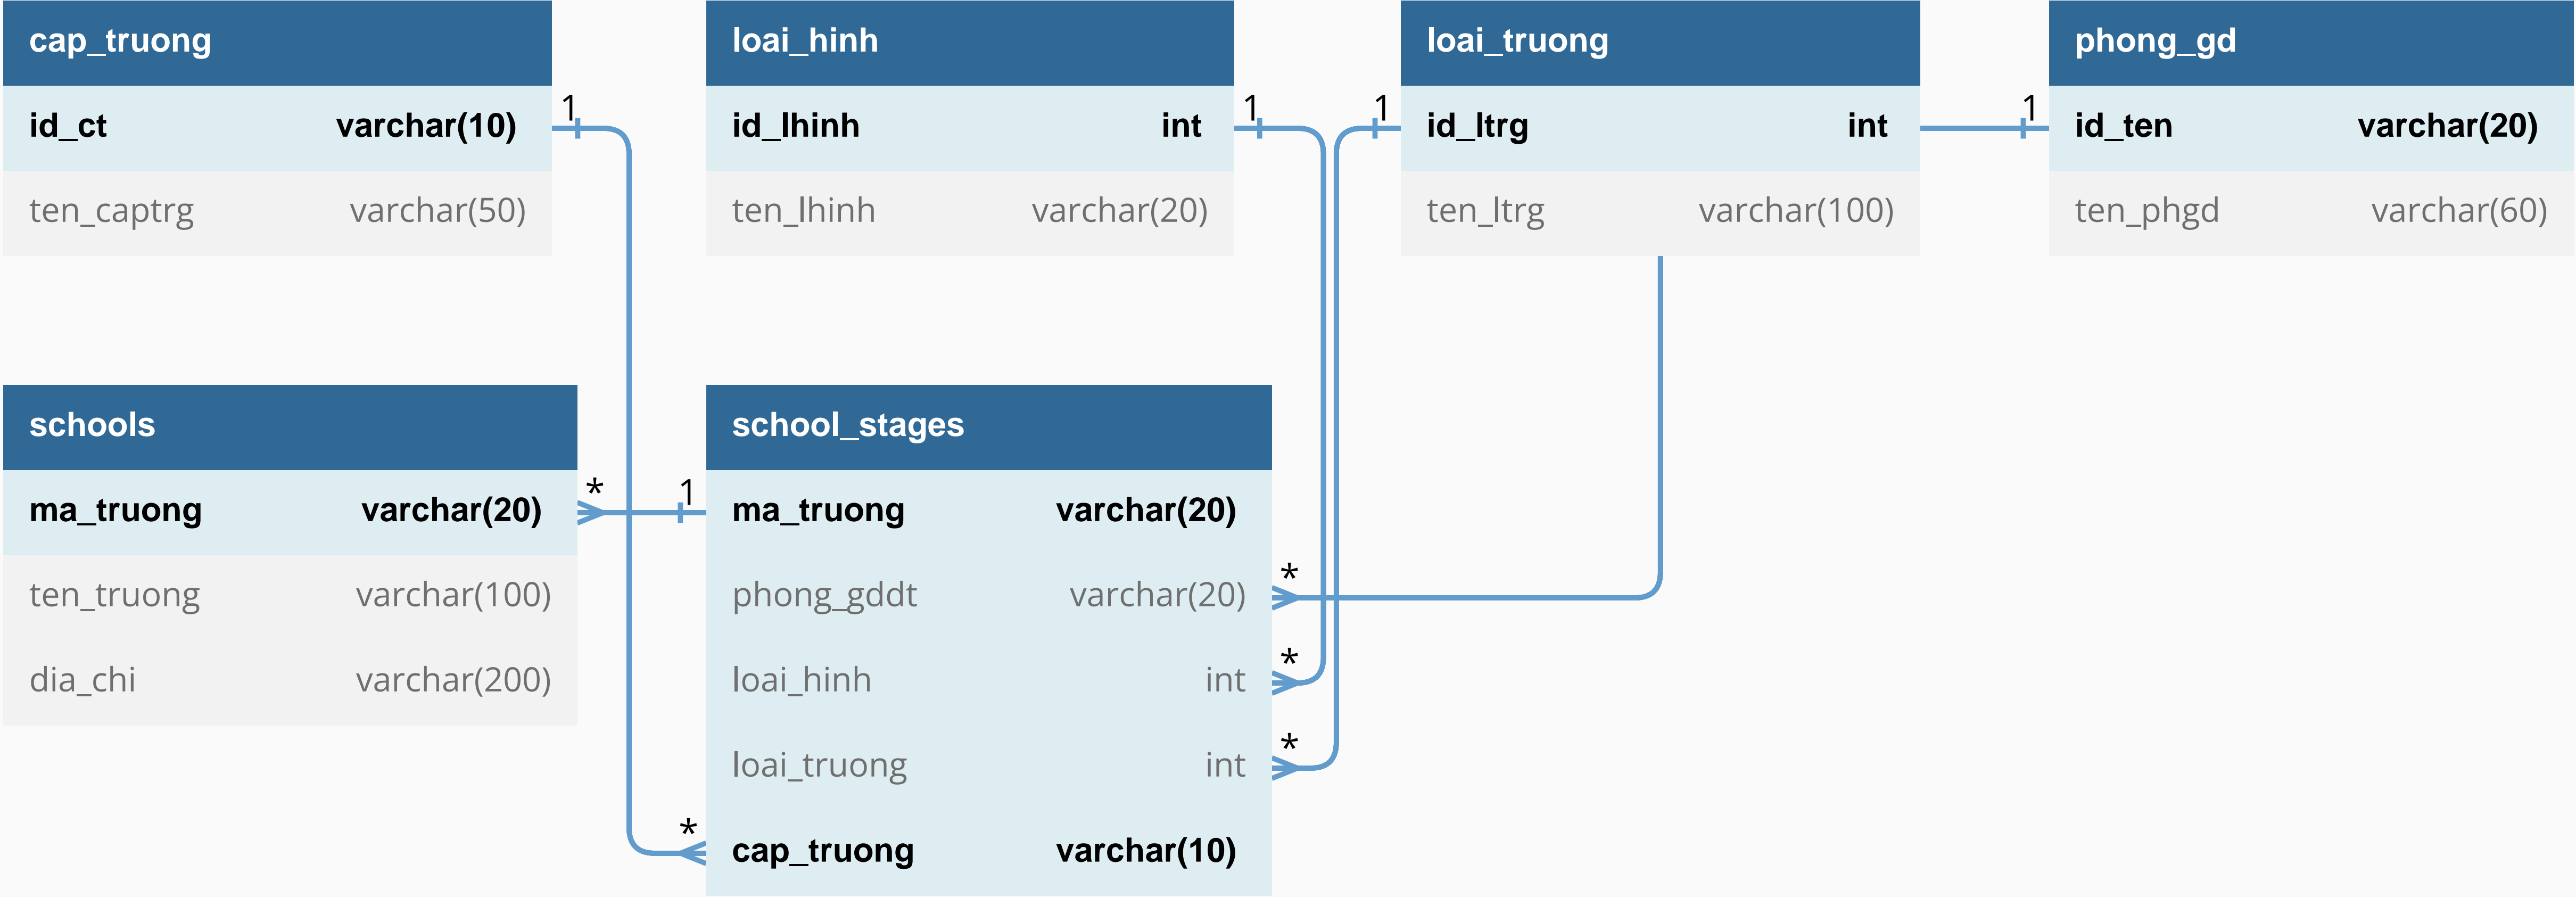 cap_truong
id_ct varchar(10)
ten_captrg varchar(50)
loai_hinh
id_lhinh int
ten_lhinh varchar(20)
loai_truong
id_ltrg int
ten_ltrg varchar(100)
phong_gd
id_ten varchar(20)
ten_phgd varchar(60)
1
1
1
1
schools
ma_truong varchar(20)
ten_truong varchar(100)
dia_chi varchar(200)
*
1
school_stages
ma_truong varchar(20)
phong_gddt varchar(20)
loai_hinh int
loai_truong int
cap_truong varchar(10)
*
*
*
*